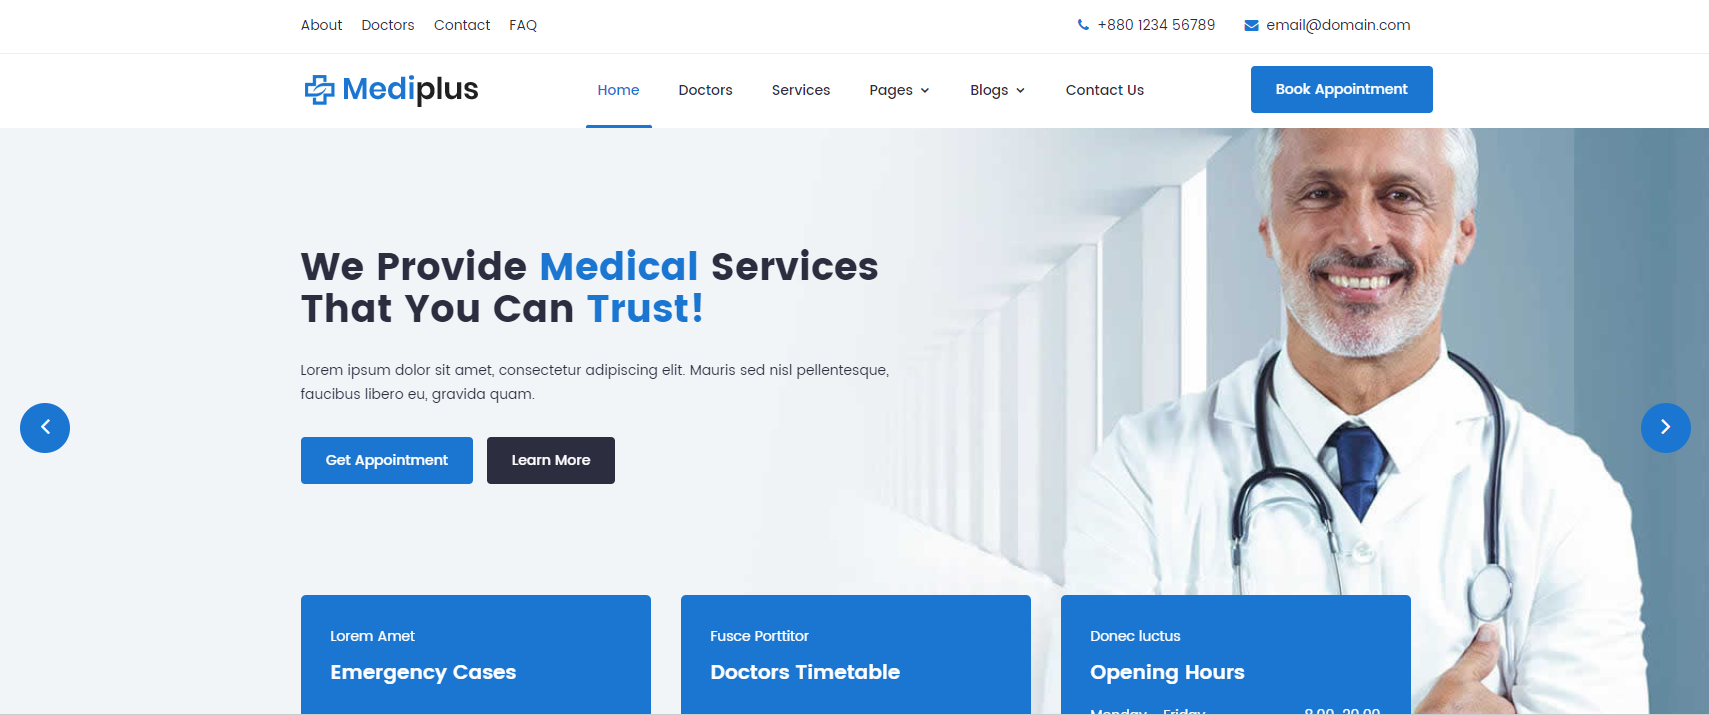 About Doctors Contact FAQ
+880 1234 56789 email@domain.com
Mediplus
Home Doctors Services Pages Blogs Contact Us
Book Appointment
We Provide Medical Services
That You Can Trust!
Lorem ipsum dolor sit amet, consectetur adipiscing elit. Mauris sed nisl pellentesque,
faucibus libero eu, gravida quam.
Get Appointment Learn More
Lorem Amet
Emergency Cases
Fusce Porttitor
Doctors Timetable
Donec luctus
Opening Hours
Monday - Friday